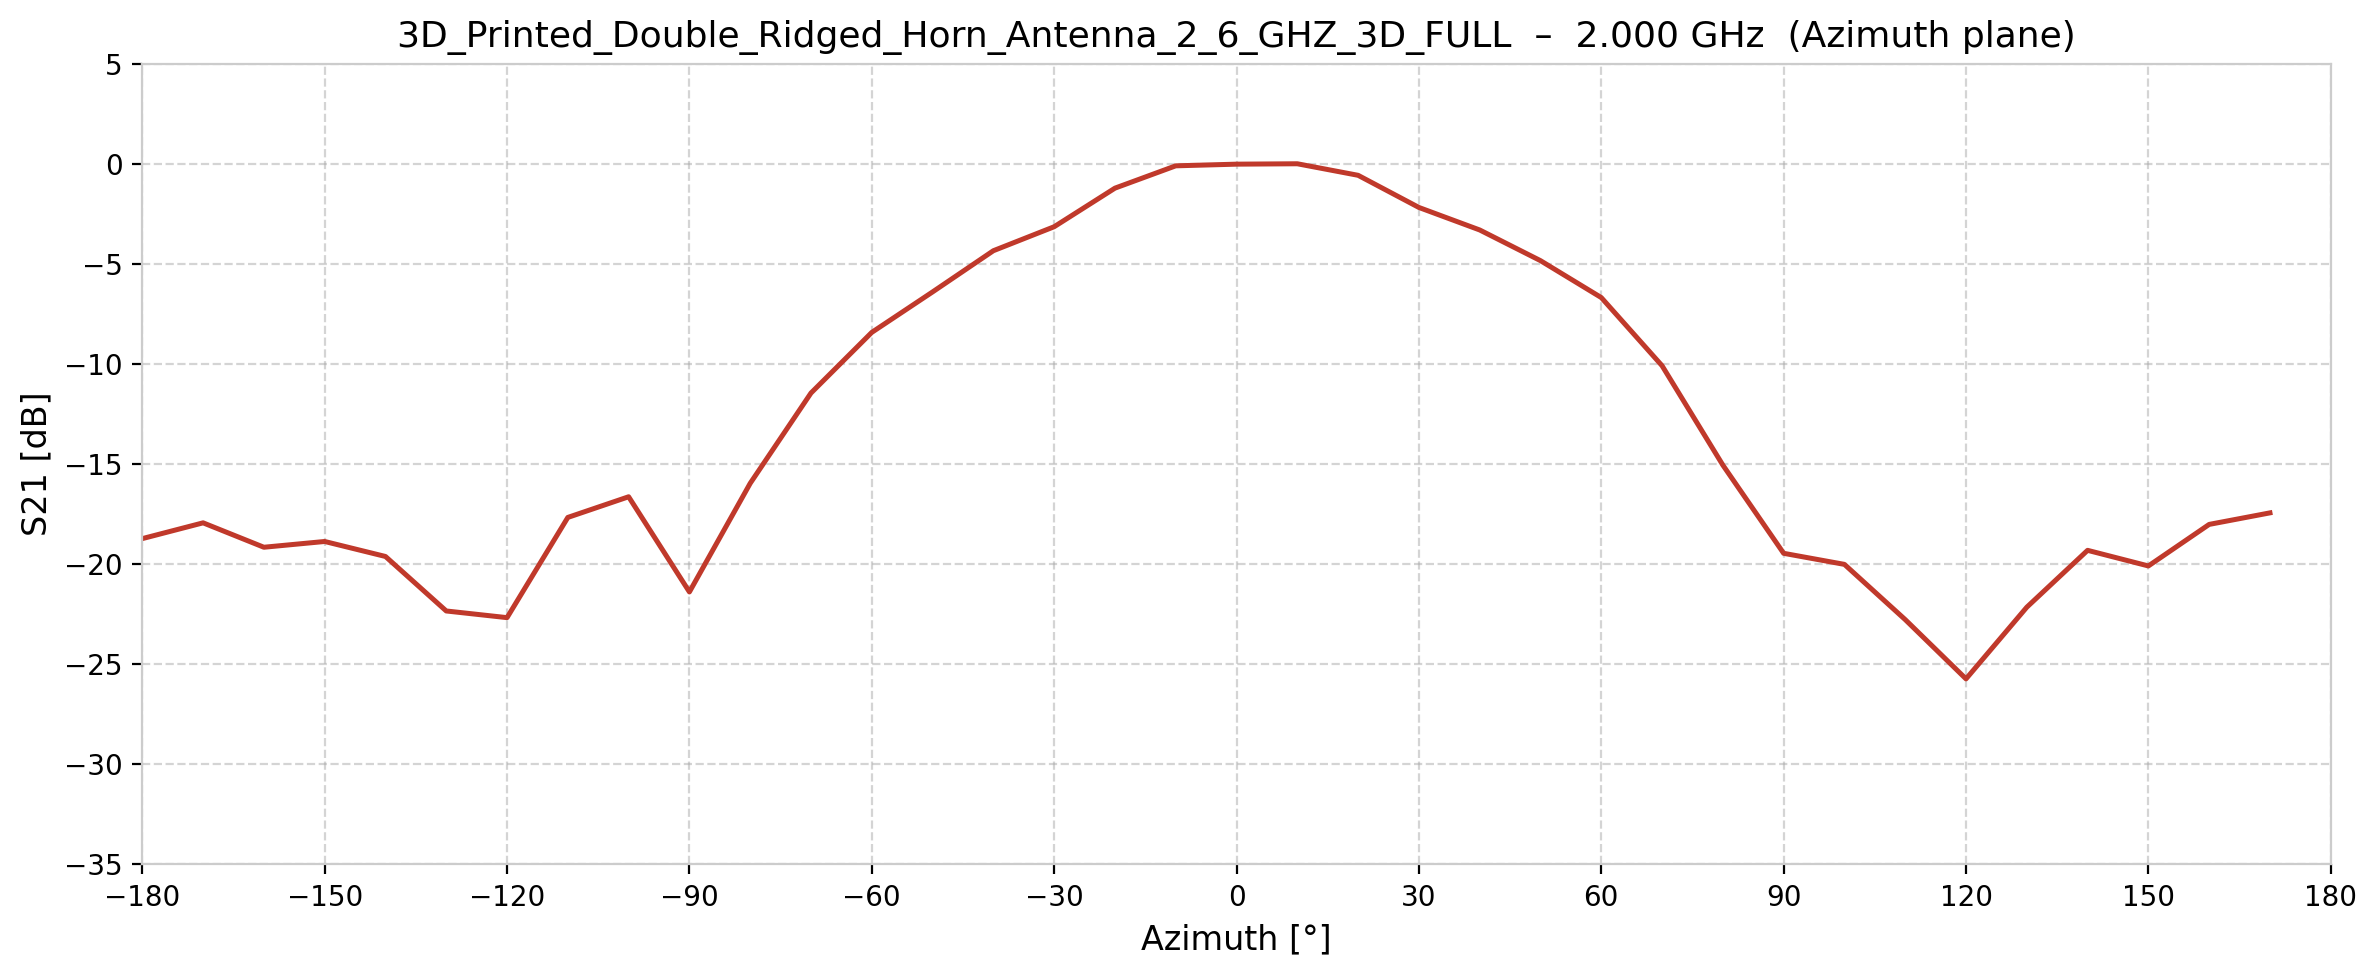 3D_Printed_Double_Ridged_Horn_Antenna_2_6_GHZ_3D_FULL – 2.000 GHz (Azimuth plane)
5
0
−5
−10
−15
−20
−25
−30
−35
S21 [dB]
−180 −150 −120 −90 −60 −30 0 30 60 90 120 150 180
Azimuth [°]